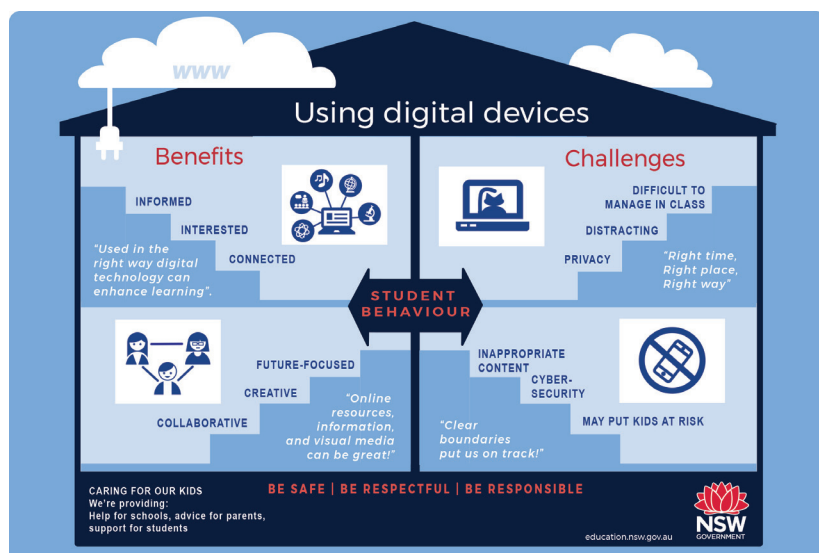 www
Using digital devices
Benefits
INFORMED
INTERESTED
CONNECTED
"Used in the
right way digital
technology can
enhance learning".
Challenges
DIFFICULT TO
MANAGE IN CLASS
DISTRACTING
PRIVACY
"Right time,
Right place,
Right way"
STUDENT
BEHAVIOUR
FUTURE-FOCUSED
CREATIVE
COLLABORATIVE
"Online
resources,
information,
and visual media
can be great!"
INAPPROPRIATE
CONTENT
CYBER-
SECURITY
MAY PUT KIDS AT RISK
"Clear
boundaries
put us on track!"
CARING FOR OUR KIDS
We're providing:
Help for schools, advice for parents,
support for students
BE SAFE | BE RESPECTFUL | BE RESPONSIBLE
education.nsw.gov.au
NSW
GOVERNMENT